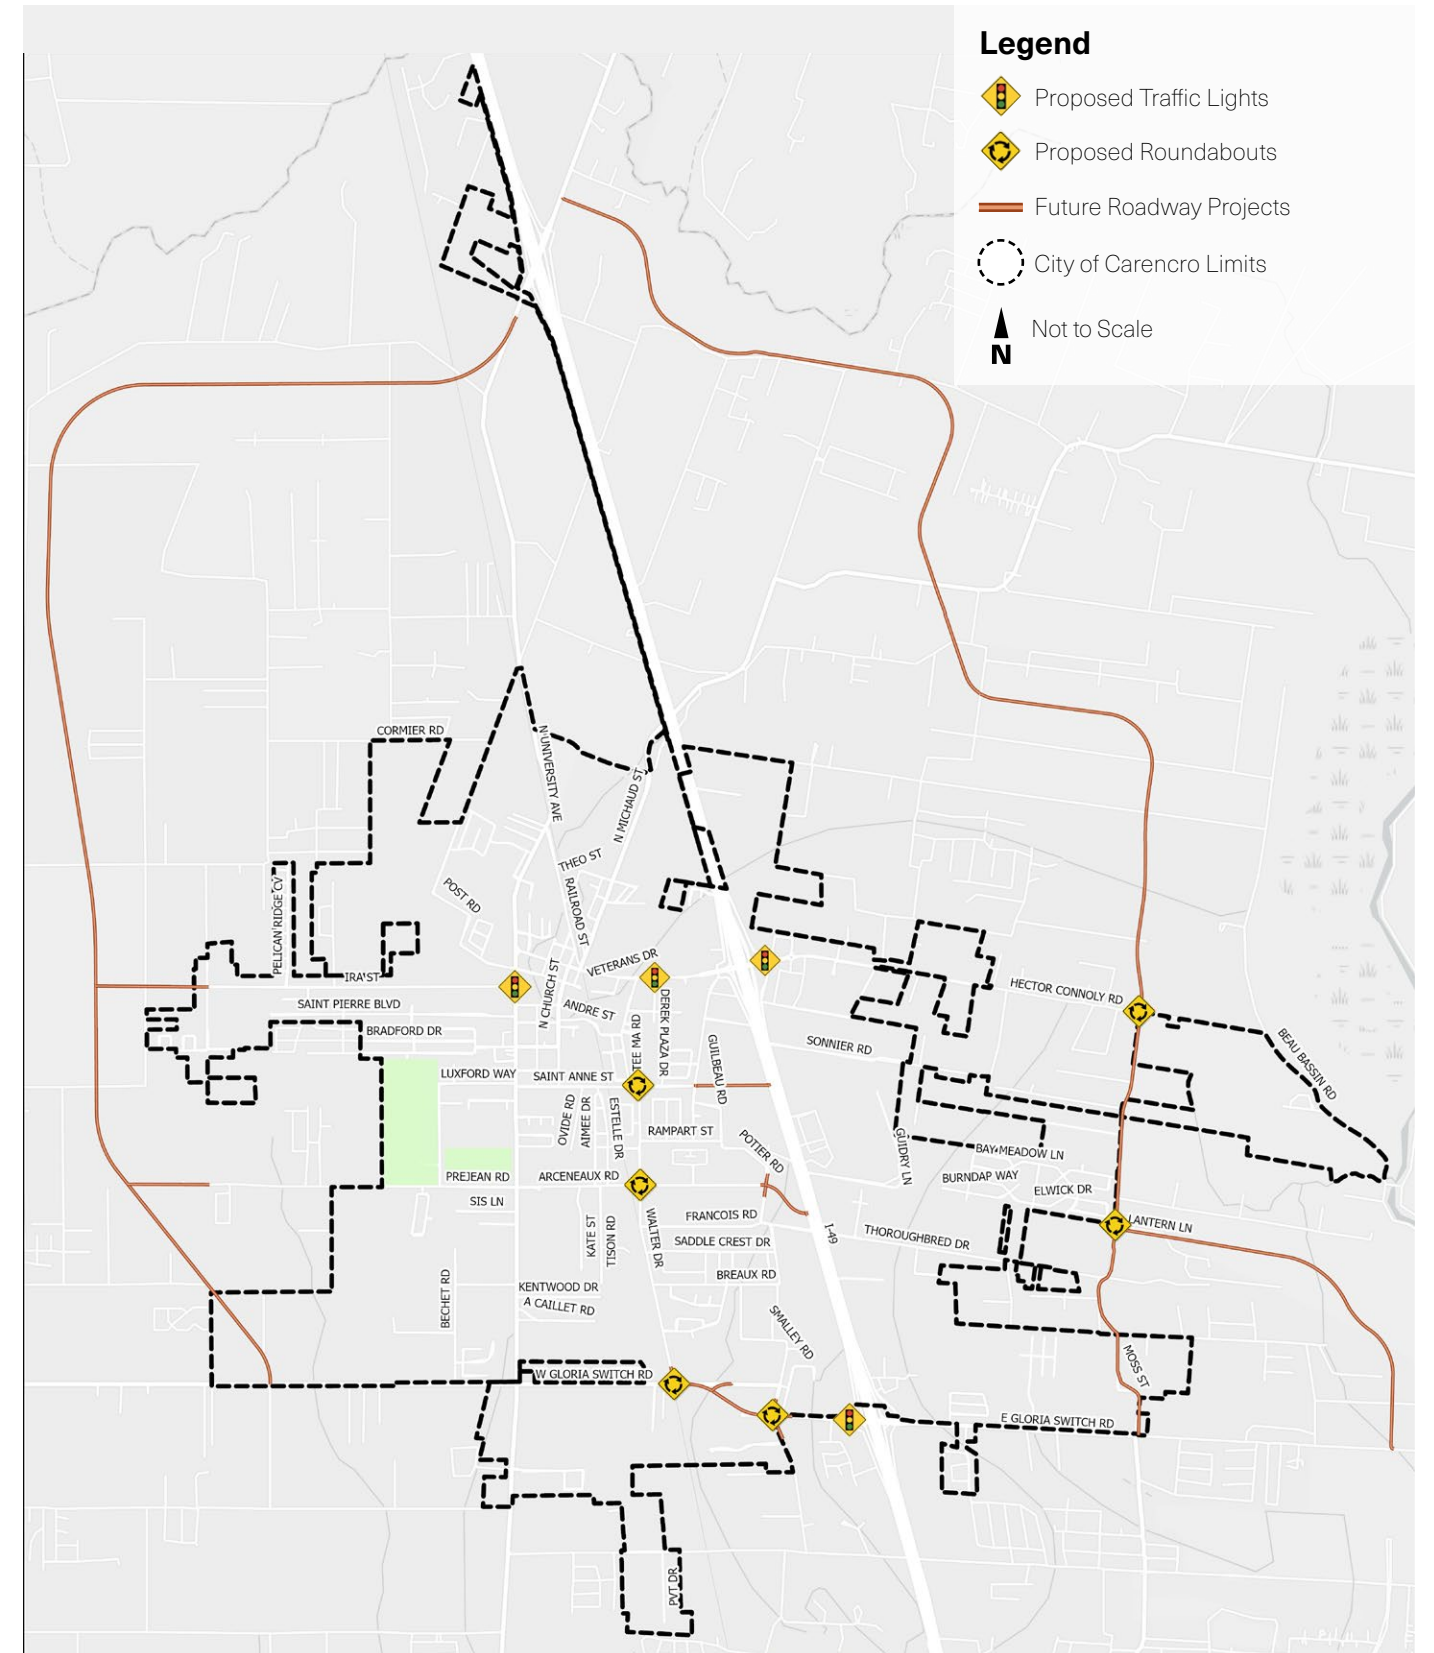 Legend
Proposed Traffic Lights
Proposed Roundabouts
Future Roadway Projects
City of Carencro Limits
Not to Scale
N
CORMIER RD
N UNIVERSITY AVE
N MICHAUD ST
THEO ST
POST RD
RAILROAD ST
PELICAN RIDGE CV
VETERANS DR
IRA ST
N CHURCH ST
HECTOR CONNOLY RD
SAINT PIERRE BLVD
ANDRE ST
DEREK PLAZA DR
TEE MA RD
BRADFORD DR
GUILBEAU RD
SONNIER RD
BEAU BASSIN RD
LUXFORD WAY
SAINT ANNE ST
OVIDE RD
AIMEE DR
ESTELLE DR
RAMPART ST
POTIER RD
GUIDRY LN
BAY MEADOW LN
PREJEAN RD
ARCENEAUX RD
BURNDAP WAY
ELWICK DR
SIS LN
FRANCOIS RD
LANTERN LN
KATE ST
TISON RD
WALTER DR
SADDLE CREST DR
I-49
THOROUGHBRED DR
BECHET RD
KENTWOOD DR
BREAUX RD
A CAILLET RD
SMALLEY RD
MOSS ST
W GLORIA SWITCH RD
E GLORIA SWITCH RD
PVT DR